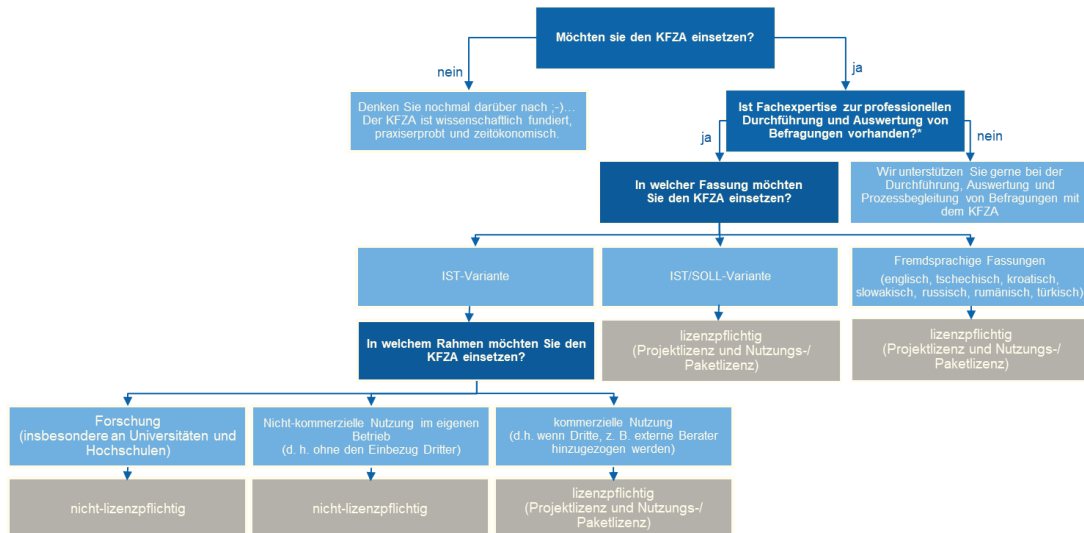 Möchten sie den KFZA einsetzen?
nein
ja
Denken Sie nochmal darüber nach ;-)...
Der KFZA ist wissenschaftlich fundiert,
praxiserprobt und zeitökonomisch.
Ist Fachexpertise zur professionellen
Durchführung und Auswertung von
Befragungen vorhanden?*
ja
nein
In welcher Fassung möchten
Sie den KFZA einsetzen?
Wir unterstützen Sie gerne bei der
Durchführung, Auswertung und
Prozessbegleitung von Befragungen mit
dem KFZA
IST-Variante
IST/SOLL-Variante
Fremdsprachige Fassungen
(englisch, tschechisch, kroatisch,
slowakisch, russisch, rumänisch, türkisch)
In welchem Rahmen möchten Sie den
KFZA einsetzen?
lizenzpflichtig
(Projektlizenz und Nutzungs-/
Paketlizenz)
lizenzpflichtig
(Projektlizenz und Nutzungs-/
Paketlizenz)
Forschung
(insbesondere an Universitäten und
Hochschulen)
Nicht-kommerzielle Nutzung im eigenen
Betrieb
(d. h. ohne den Einbezug Dritter)
kommerzielle Nutzung
(d.h. wenn Dritte, z. B. externe Berater
hinzugezogen werden)
nicht-lizenzpflichtig
nicht-lizenzpflichtig
lizenzpflichtig
(Projektlizenz und Nutzungs-/
Paketlizenz)